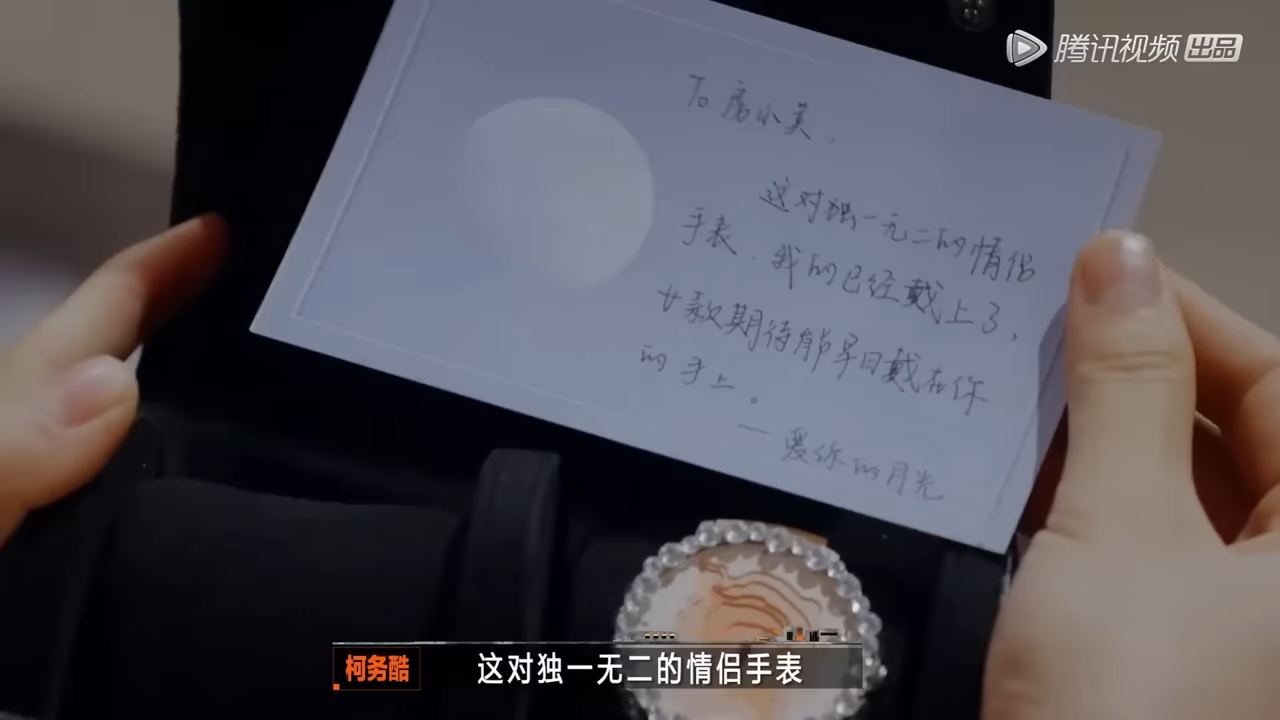 腾讯视频 出品
To 唐小美，
这对独一无二的情侣
手表．我的已经戴上了，
女款期待能早日戴在你
的手上。
— 爱你的月光
柯务酷
这对独一无二的情侣手表